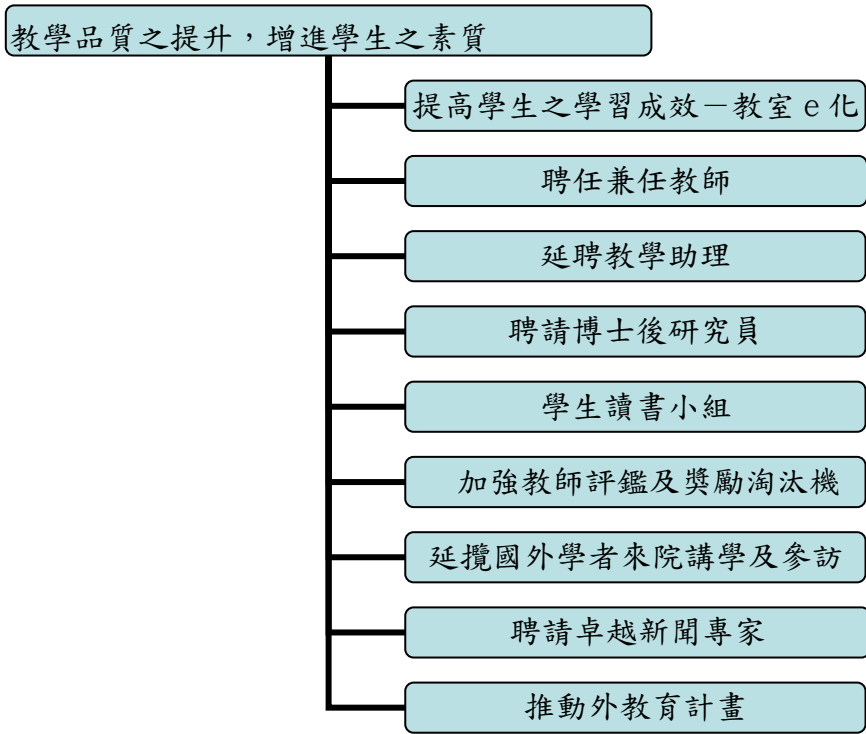 教學品質之提升，增進學生之素質
提高學生之學習成效－教室 e 化
聘任兼任教師
延聘教學助理
聘請博士後研究員
學生讀書小組
加強教師評鑑及獎勵淘汰機
延攬國外學者來院講學及參訪
聘請卓越新聞專家
推動外教育計畫